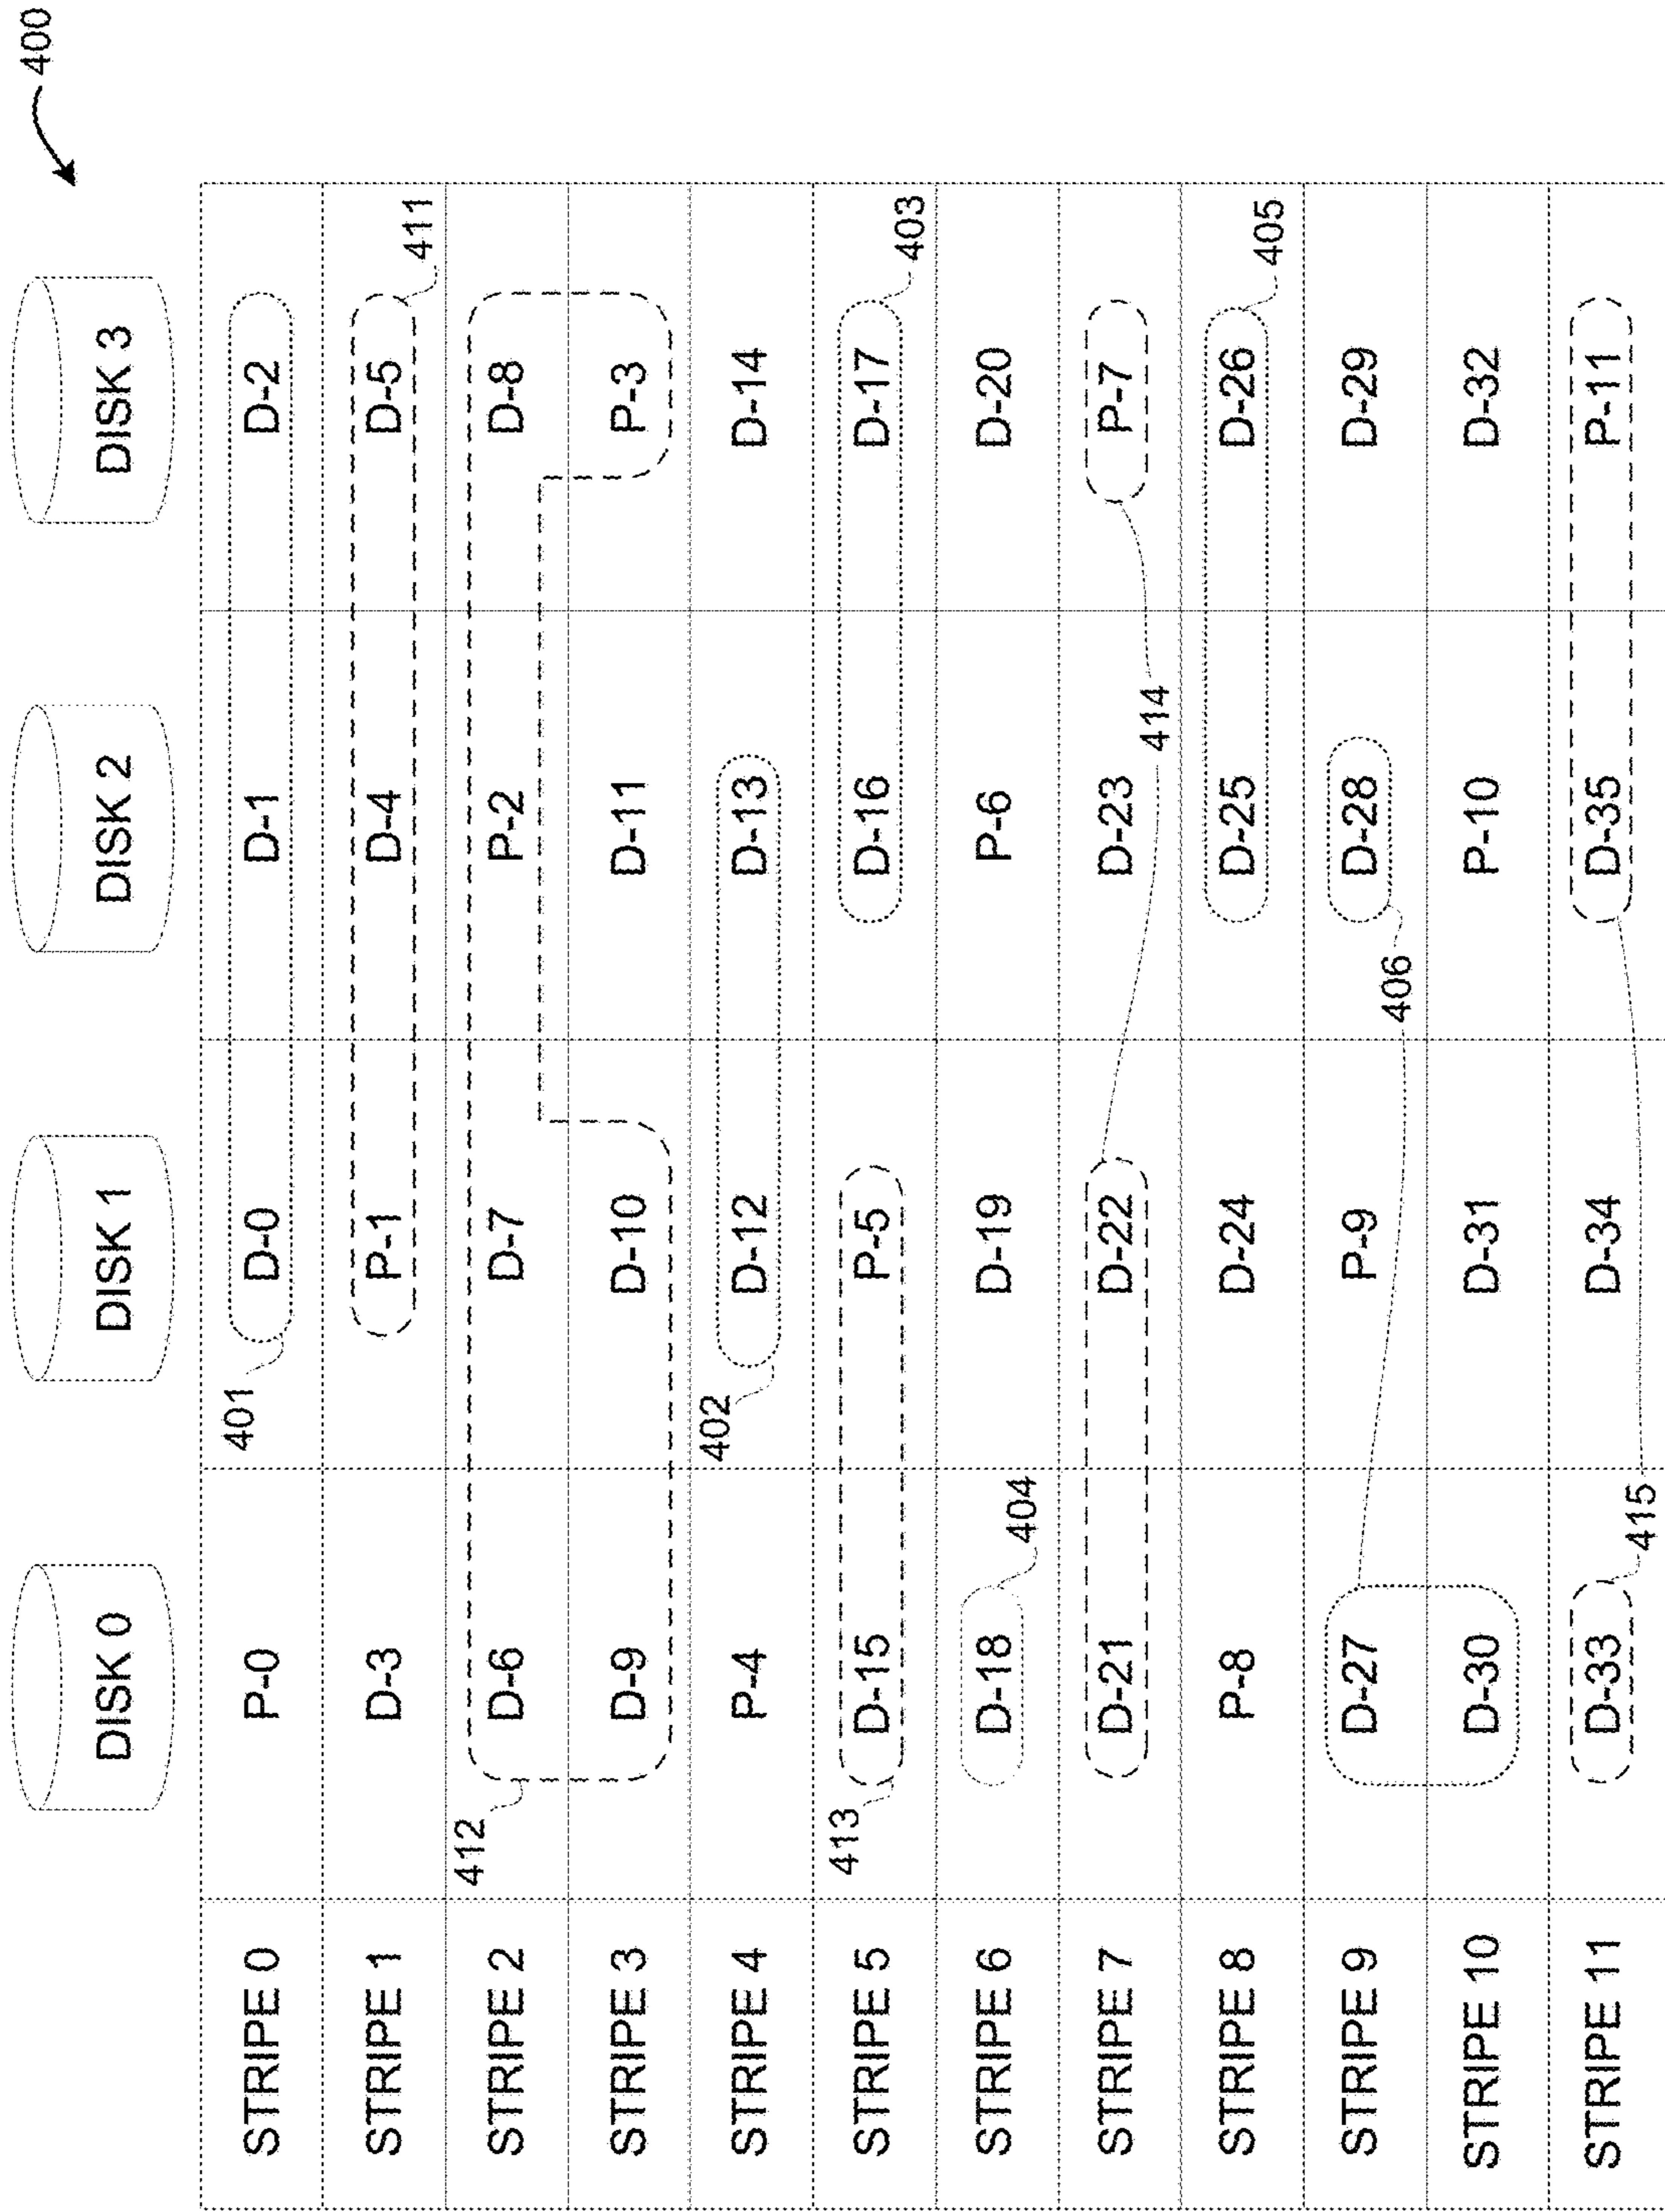 400
DISK 0 DISK 1 DISK 2 DISK 3
STRIPE 0 P-0 D-0 D-1 D-2
401
STRIPE 1 D-3 P-1 D-4 D-5
411
STRIPE 2 D-6 D-7 P-2 D-8
412
STRIPE 3 D-9 D-10 D-11 P-3
STRIPE 4 P-4 D-12 D-13 D-14
402
STRIPE 5 D-15 P-5 D-16 D-17
413
403
STRIPE 6 D-18 D-19 P-6 D-20
404
STRIPE 7 D-21 D-22 D-23 P-7
414
STRIPE 8 P-8 D-24 D-25 D-26
405
STRIPE 9 D-27 P-9 D-28 D-29
406
STRIPE 10 D-30 D-31 P-10 D-32
STRIPE 11 D-33 D-34 D-35 P-11
415